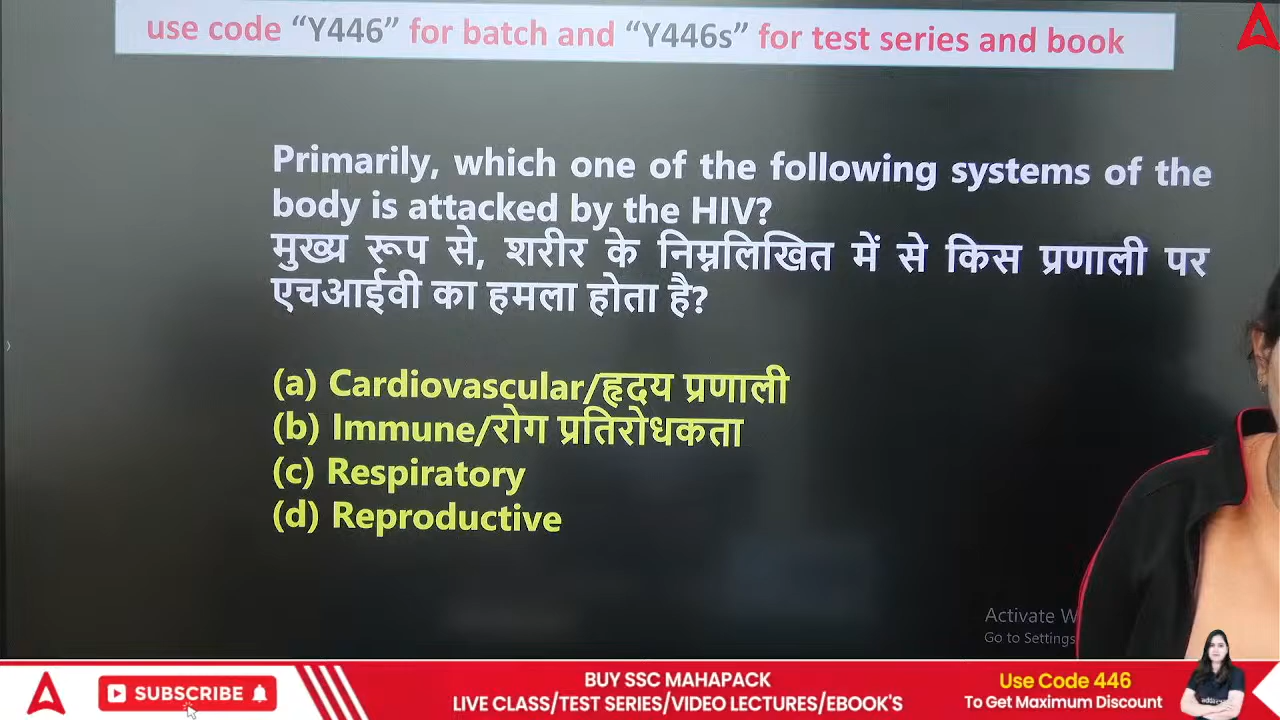 use code “Y446” for batch and “Y446s” for test series and book
Primarily, which one of the following systems of the
body is attacked by the HIV?
मुख्य रूप से, शरीर के निम्नलिखित में से किस प्रणाली पर
एचआईवी का हमला होता है?
(a) Cardiovascular/हृदय प्रणाली
(b) Immune/रोग प्रतिरोधकता
(c) Respiratory
(d) Reproductive
Activate W
Go to Settings
SUBSCRIBE
BUY SSC MAHAPACK
LIVE CLASS/TEST SERIES/VIDEO LECTURES/EBOOK'S
Use Code 446
To Get Maximum Discount